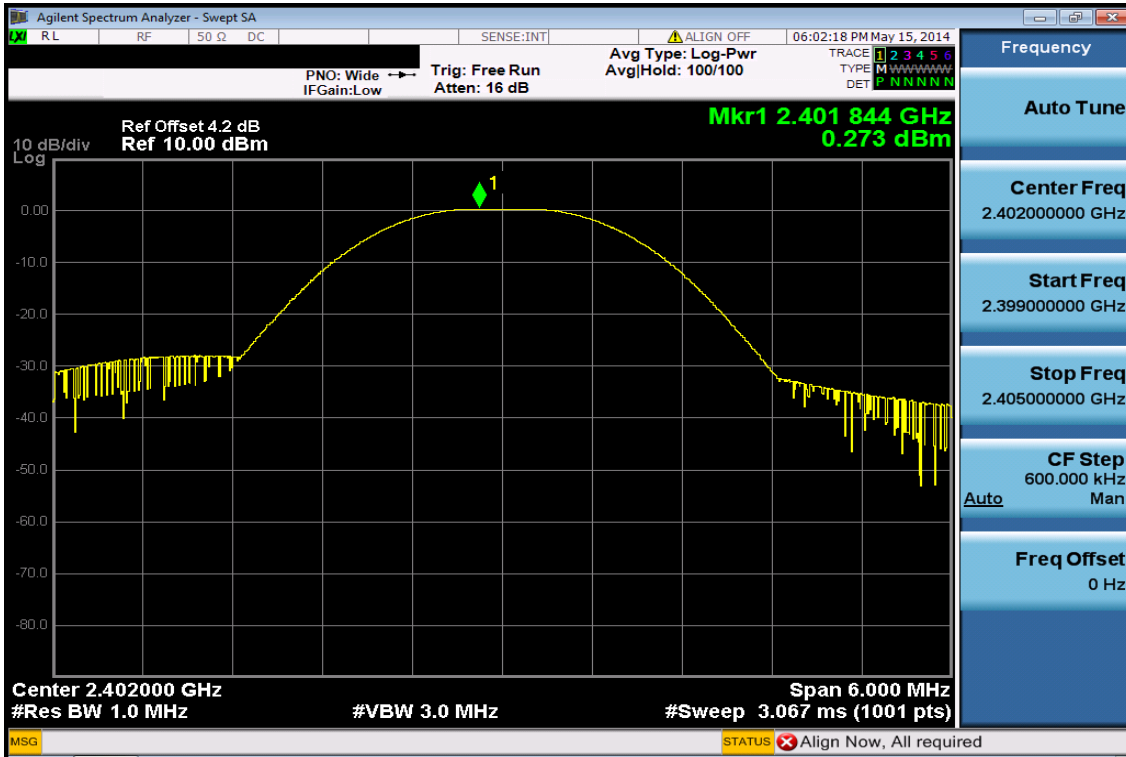 Agilent Spectrum Analyzer - Swept SA
LXI RL RF 50 Ω DC SENSE:INT ALIGN OFF 06:02:18 PM May 15, 2014
PNO: Wide
IFGain:Low
Trig: Free Run
Atten: 16 dB
Avg Type: Log-Pwr
Avg|Hold: 100/100
TRACE 1 2 3 4 5 6
TYPE M W W W W W
DET P N N N N N
Mkr1 2.401 844 GHz
0.273 dBm
Ref Offset 4.2 dB
10 dB/div Ref 10.00 dBm
Log
1
0.00
-10.0
-20.0
-30.0
-40.0
-50.0
-60.0
-70.0
-80.0
Center 2.402000 GHz Span 6.000 MHz
#Res BW 1.0 MHz #VBW 3.0 MHz #Sweep 3.067 ms (1001 pts)
MSG STATUS Align Now, All required
Frequency
Auto Tune
Center Freq
2.402000000 GHz
Start Freq
2.399000000 GHz
Stop Freq
2.405000000 GHz
CF Step
600.000 kHz
Auto Man
Freq Offset
0 Hz